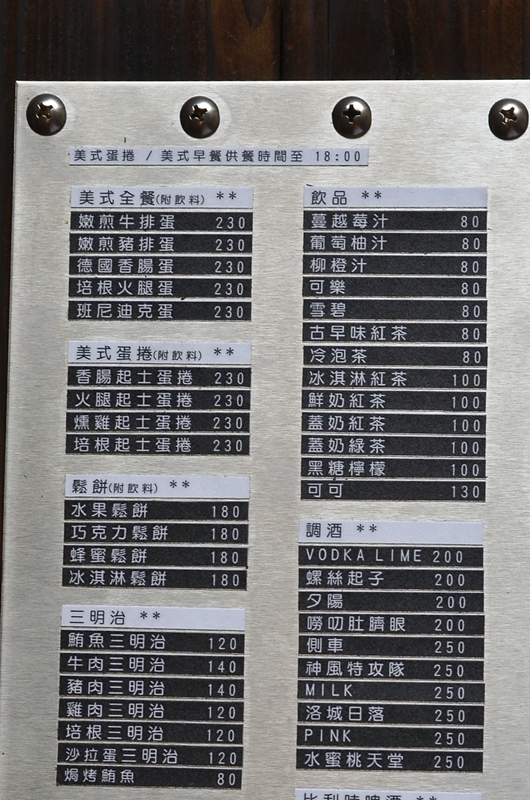 美式蛋捲 / 美式早餐供餐時間至 18:00
美式全餐(附飲料) **
嫩煎牛排蛋 230
嫩煎豬排蛋 230
德國香腸蛋 230
培根火腿蛋 230
班尼迪克蛋 230
美式蛋捲(附飲料) **
香腸起士蛋捲 230
火腿起士蛋捲 230
燻雞起士蛋捲 230
培根起士蛋捲 230
鬆餅(附飲料) **
水果鬆餅 180
巧克力鬆餅 180
蜂蜜鬆餅 180
冰淇淋鬆餅 180
三明治 **
鮪魚三明治 120
牛肉三明治 140
豬肉三明治 140
雞肉三明治 120
培根三明治 120
沙拉蛋三明治 120
焗烤鮪魚 80
飲品 **
蔓越莓汁 80
葡萄柚汁 80
柳橙汁 80
可樂 80
雪碧 80
古早味紅茶 80
冷泡茶 80
冰淇淋紅茶 100
鮮奶紅茶 100
蓋奶紅茶 100
蓋奶綠茶 100
黑糖檸檬 100
可可 130
調酒 **
VODKA LIME 200
螺絲起子 200
夕陽 200
嘮叨肚臍眼 200
側車 250
神風特攻隊 250
MILK 250
洛城日落 250
PINK 250
水蜜桃天堂 250
比利時啤酒 **